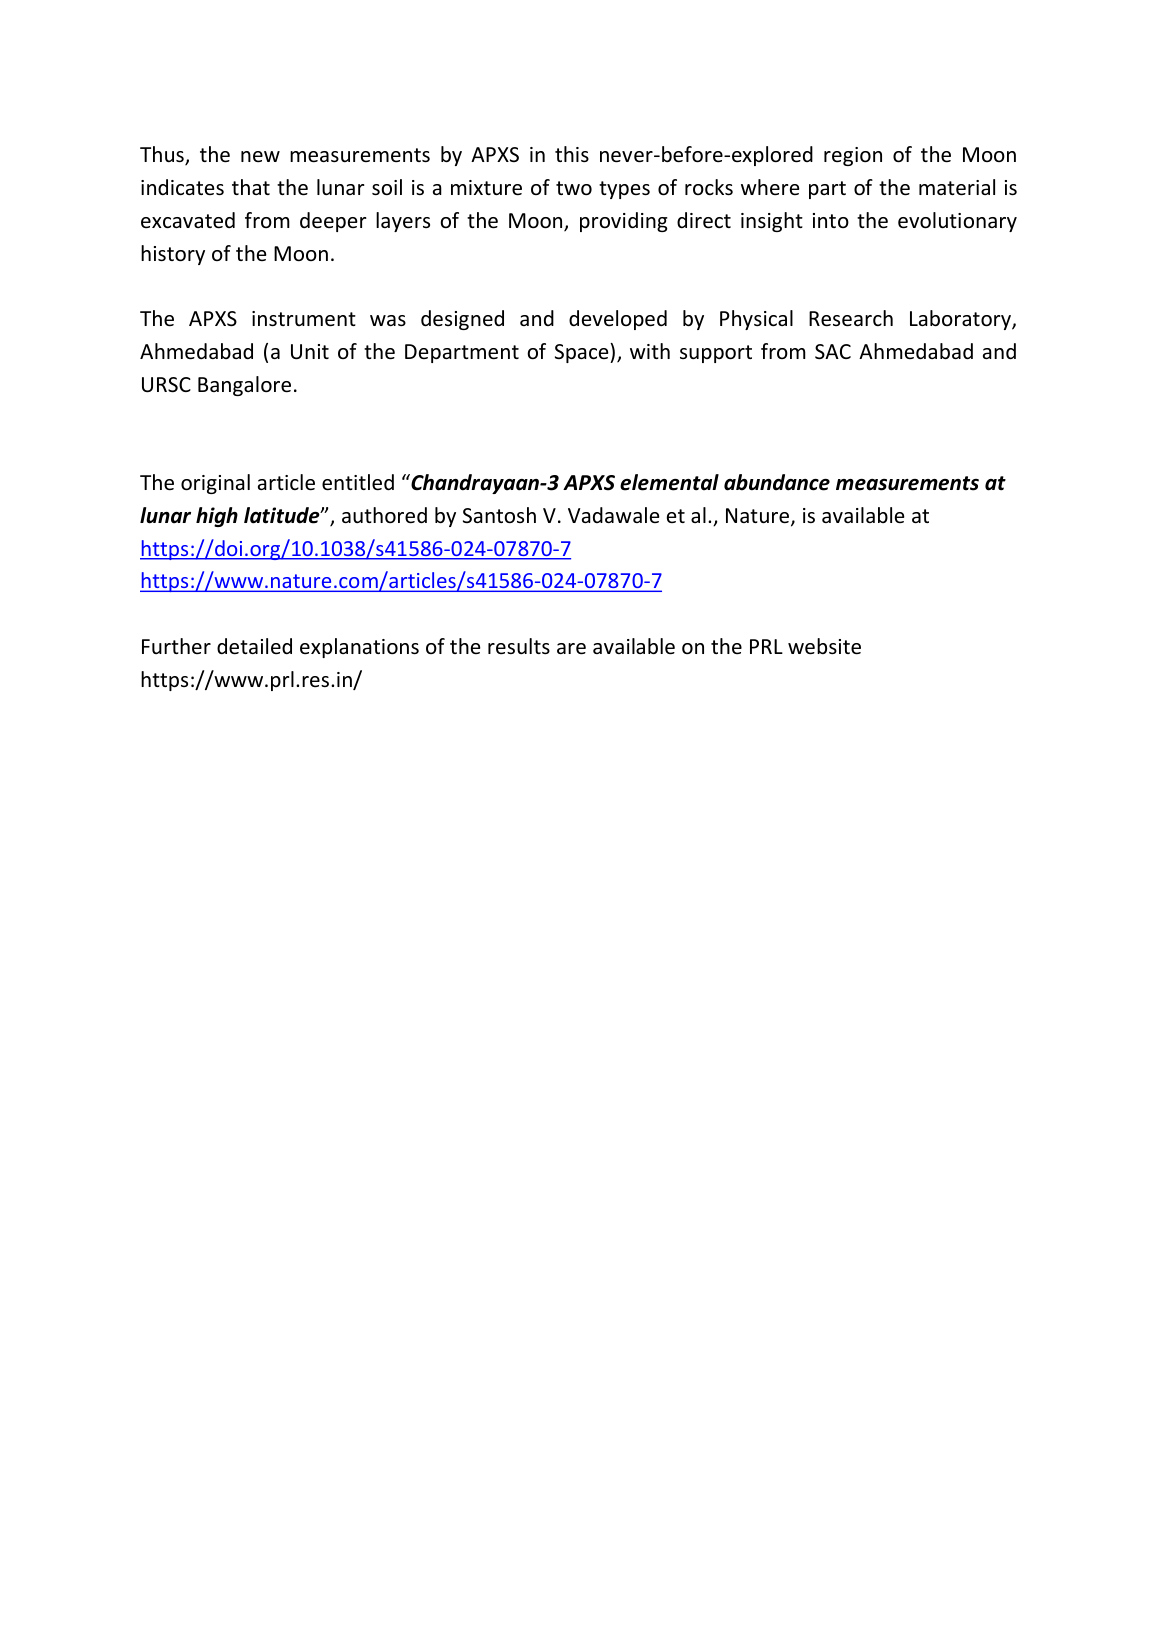 Thus, the new measurements by APXS in this never-before-explored region of the Moon
indicates that the lunar soil is a mixture of two types of rocks where part of the material is
excavated from deeper layers of the Moon, providing direct insight into the evolutionary
history of the Moon.
The APXS instrument was designed and developed by Physical Research Laboratory,
Ahmedabad (a Unit of the Department of Space), with support from SAC Ahmedabad and
URSC Bangalore.
The original article entitled “Chandrayaan-3 APXS elemental abundance measurements at
lunar high latitude”, authored by Santosh V. Vadawale et al., Nature, is available at
https://doi.org/10.1038/s41586-024-07870-7
https://www.nature.com/articles/s41586-024-07870-7
Further detailed explanations of the results are available on the PRL website
https://www.prl.res.in/